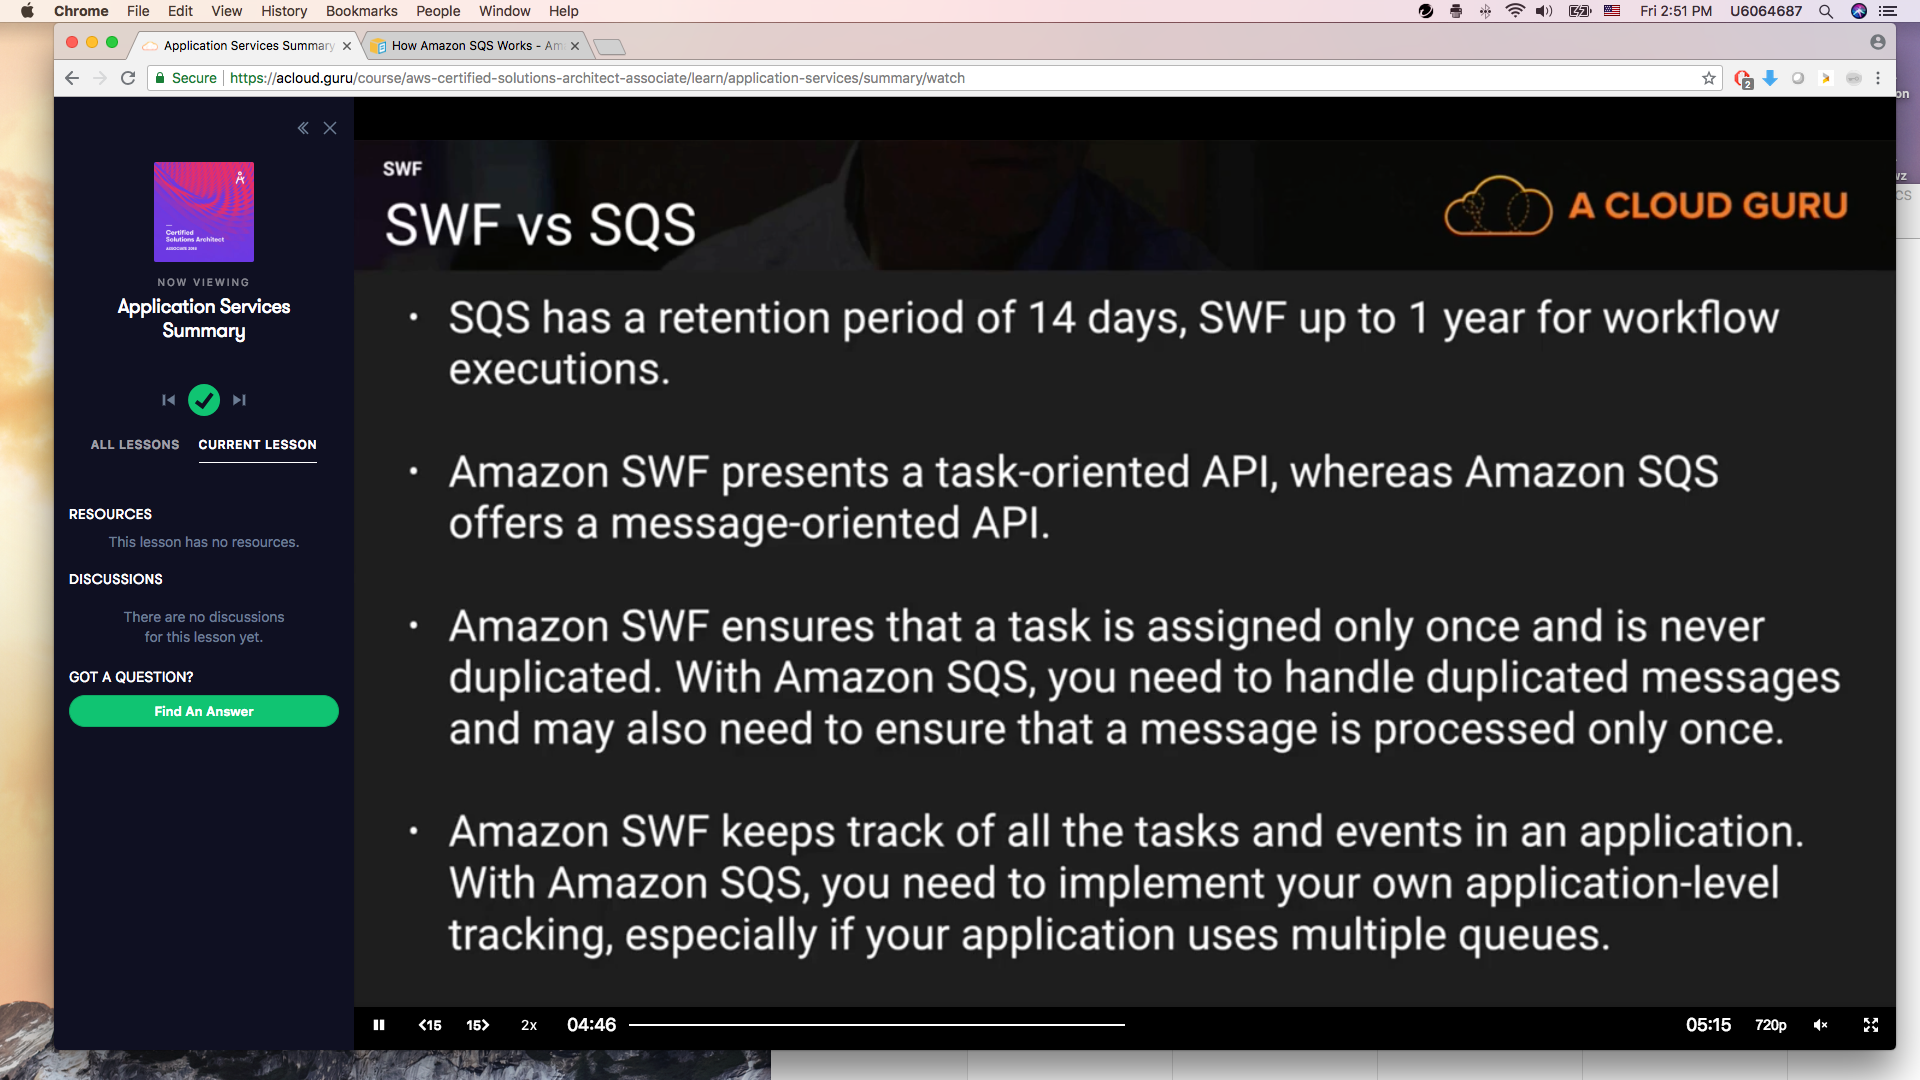 Chrome File Edit View History Bookmarks People Window Help Fri 2:51 PM U6064687
Application Services Summary
How Amazon SQS Works - Am
Secure https://acloud.guru/course/aws-certified-solutions-architect-associate/learn/application-services/summary/watch
2
on
Certified
Solutions Architect
ASSOCIATE 2018
NOW VIEWING
Application Services
Summary
ALL LESSONS CURRENT LESSON
RESOURCES
This lesson has no resources.
DISCUSSIONS
There are no discussions
for this lesson yet.
GOT A QUESTION?
Find An Answer
SWF
SWF vs SQS
A CLOUD GURU
• SQS has a retention period of 14 days, SWF up to 1 year for workflow
executions.
• Amazon SWF presents a task-oriented API, whereas Amazon SQS
offers a message-oriented API.
• Amazon SWF ensures that a task is assigned only once and is never
duplicated. With Amazon SQS, you need to handle duplicated messages
and may also need to ensure that a message is processed only once.
• Amazon SWF keeps track of all the tasks and events in an application.
With Amazon SQS, you need to implement your own application-level
tracking, especially if your application uses multiple queues.
<15 15> 2x 04:46 05:15 720p